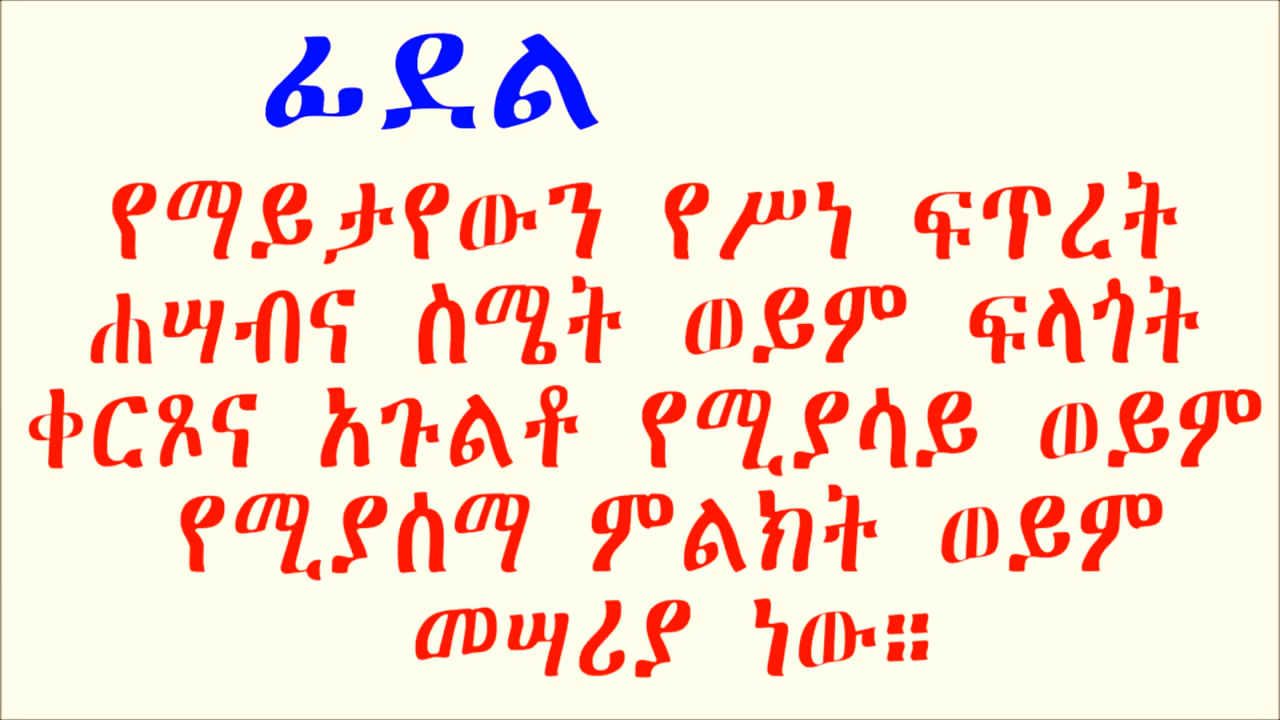 ፊደል
የማይታየውን የሥነ ፍጥረት
ሐሣብና ስሜት ወይም ፍላጎት
ቀርጾና አጉልቶ የሚያሳይ ወይም
የሚያሰማ ምልክት ወይም
መሣሪያ ነው።